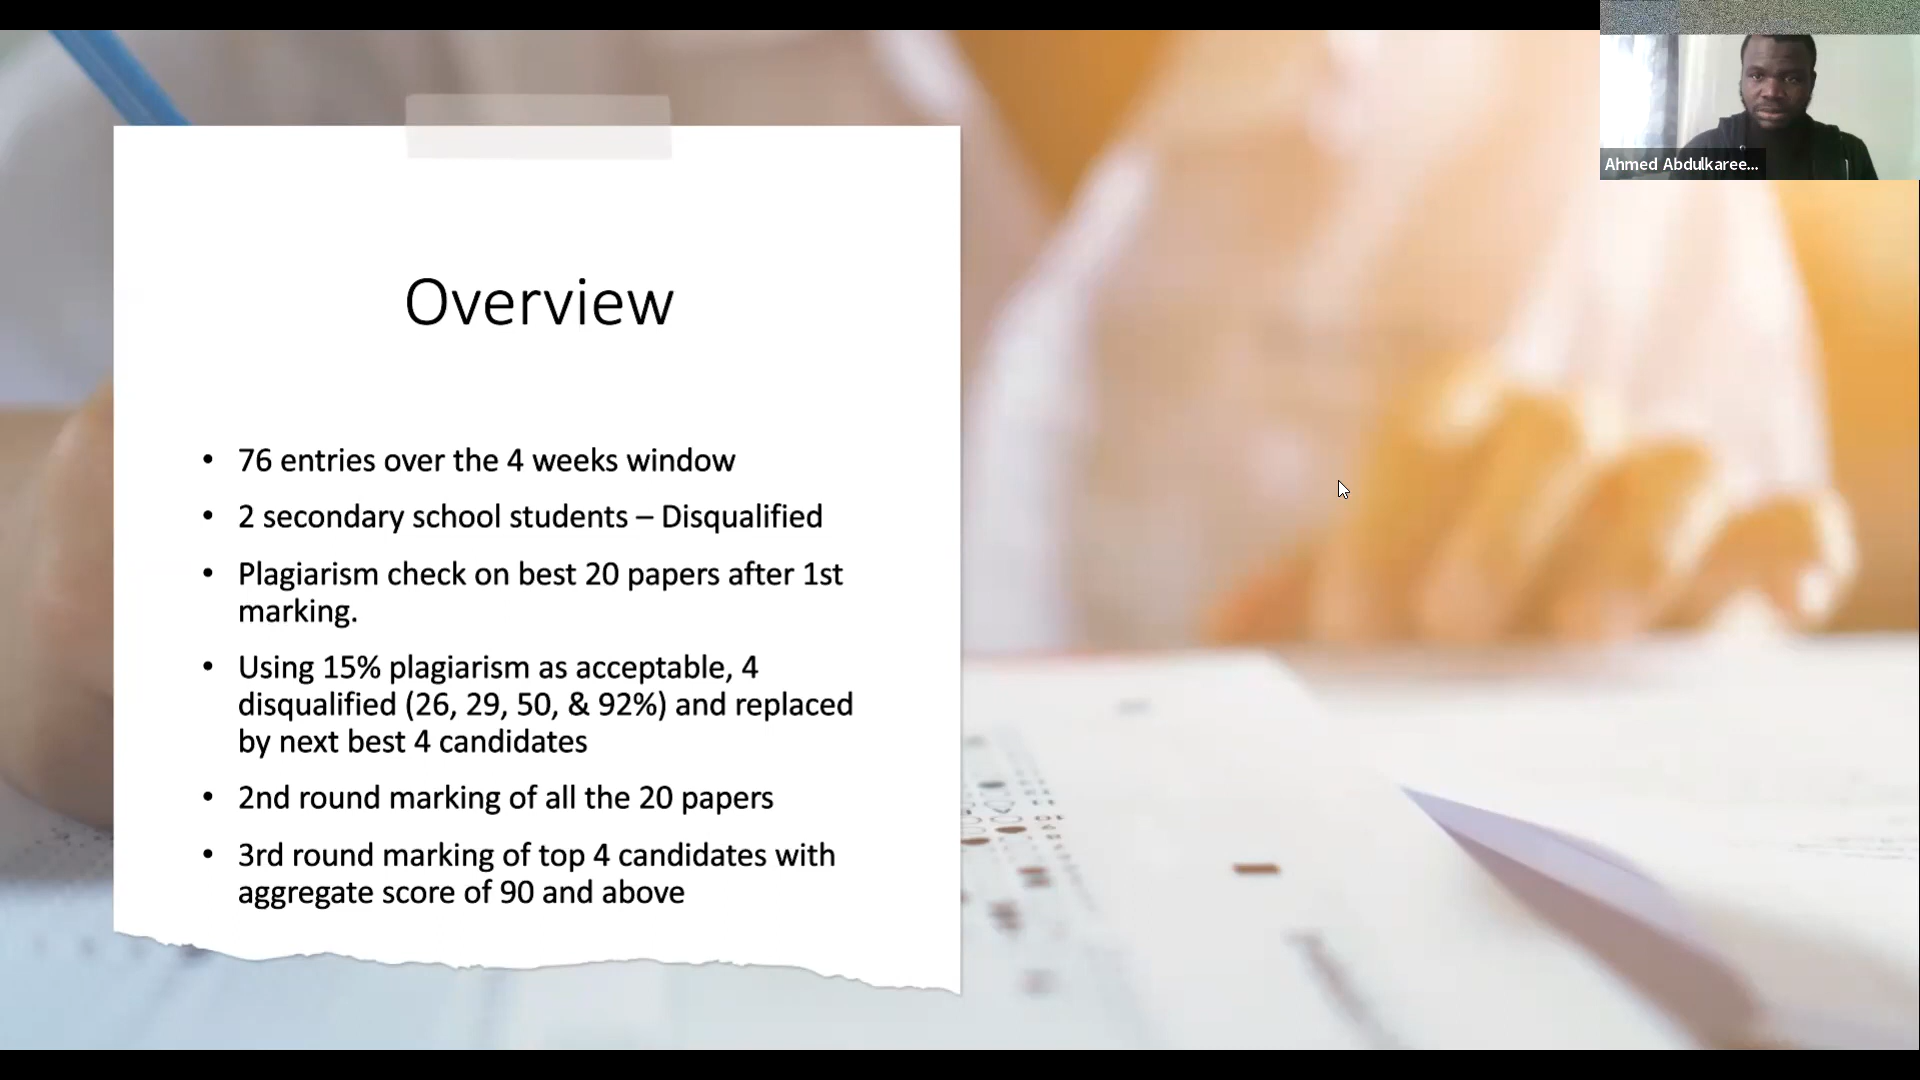 Ahmed Abdulkaree...
Overview
• 76 entries over the 4 weeks window
• 2 secondary school students – Disqualified
• Plagiarism check on best 20 papers after 1st
marking.
• Using 15% plagiarism as acceptable, 4
disqualified (26, 29, 50, & 92%) and replaced
by next best 4 candidates
• 2nd round marking of all the 20 papers
• 3rd round marking of top 4 candidates with
aggregate score of 90 and above